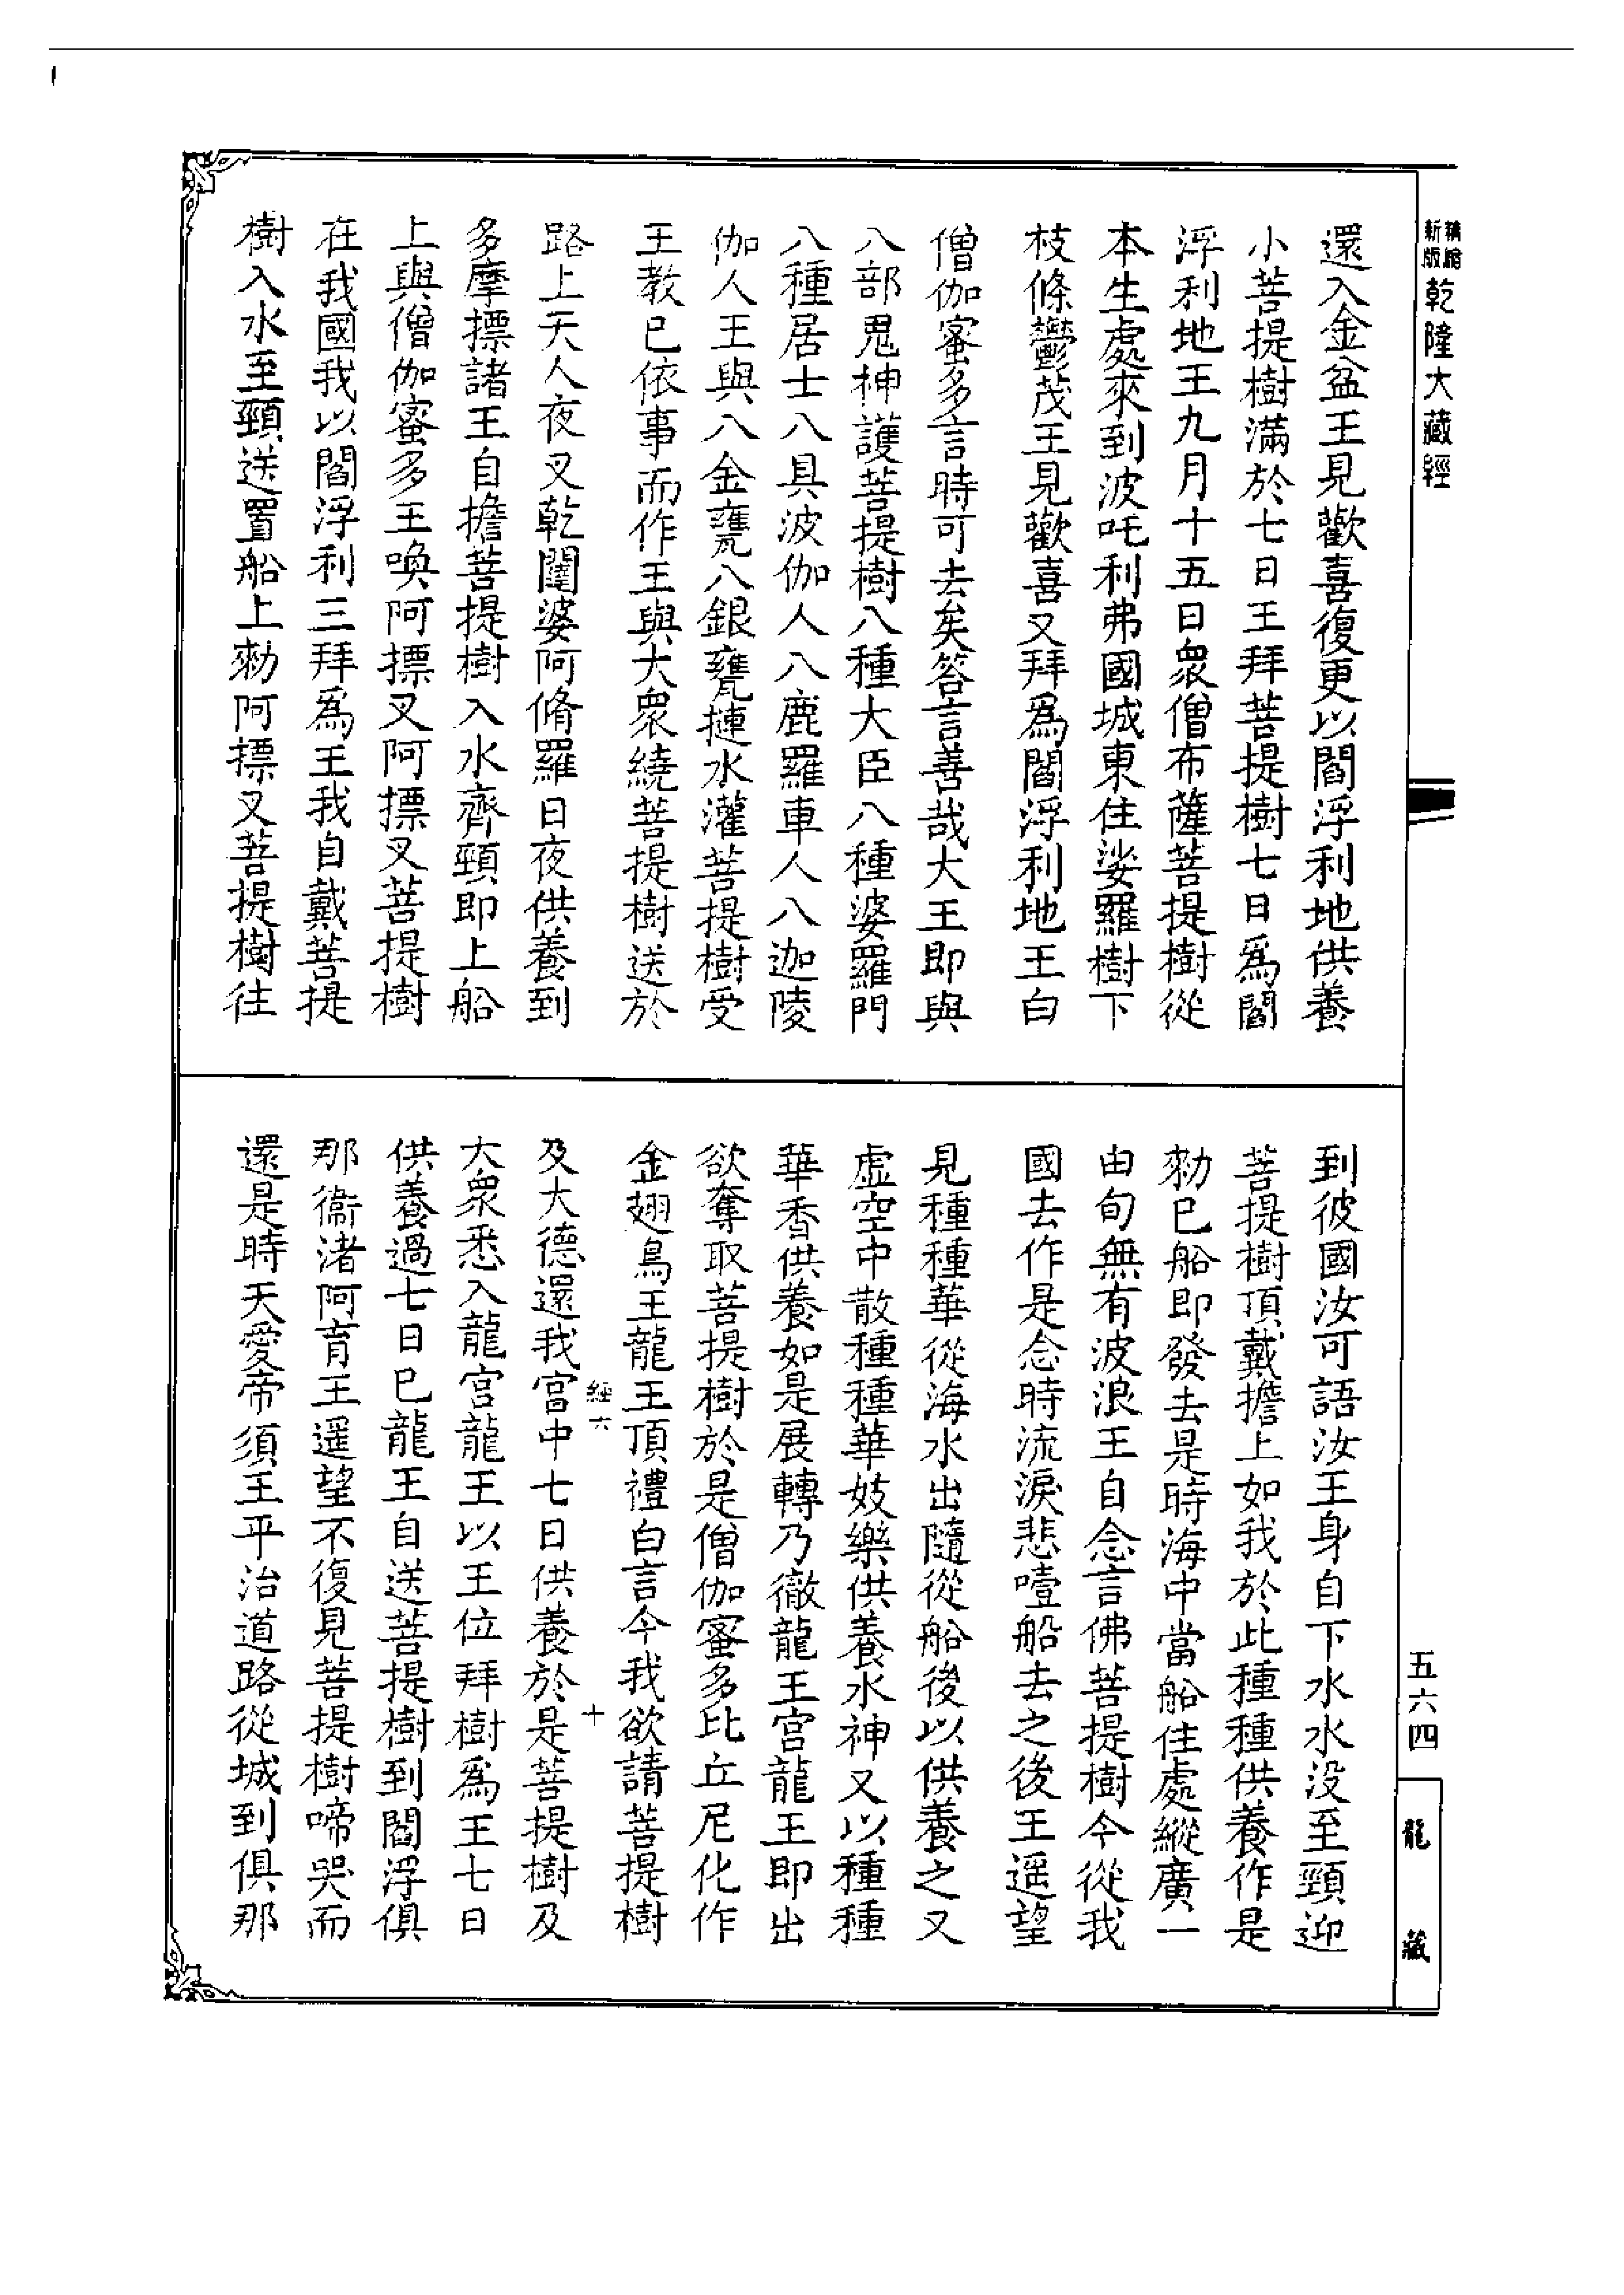 新版精縮乾隆大藏經
還入金盆王見歡喜復更以閻浮利地供養
小菩提樹滿於七日王拜菩提樹七日為閻
浮利地王九月十五日衆僧布薩菩提樹從
本生處來到波吒利弗國城東住娑羅樹下
枝條鬱茂王見歡喜又拜為閻浮利地王白
僧伽蜜多言時可去矣答言善哉大王即與
八部鬼神護菩提樹八種大臣八種婆羅門
八種居士八具波伽人八鹿羅車人八迦陵
伽人王與八金甕八銀甕揵水灌菩提樹受
王教已依事而作王與大衆繞菩提樹送於
路上天人夜叉乾闥婆阿脩羅日夜供養到
多摩摽諸王自擔菩提樹入水齊頸即上船
上與僧伽蜜多王喚阿摽叉阿摽叉菩提樹
在我國我以閻浮利三拜為王我自戴菩提
樹入水至頸送置船上勑阿摽叉菩提樹往
到彼國汝可語汝王身自下水水没至頸迎
菩提樹頂戴擔上如我於此種種供養作是
勑已船即發去是時海中當船住處縱廣一
由旬無有波浪王自念言佛菩提樹今從我
國去作是念時流淚悲噎船去之後王遥望
見種種華從海水出隨從船後以供養之又
虛空中散種種華妓樂供養水神又以種種
華香供養如是展轉乃徹龍王宫龍王即出
欲奪取菩提樹於是僧伽蜜多比丘尼化作
金翅鳥王龍王頂禮白言今我欲請菩提樹
經六 十
及大德還我宫中七日供養於是菩提樹及
大衆悉入龍宫龍王以王位拜樹為王七日
供養過七日已龍王自送菩提樹到閻浮俱
那衞渚阿育王遥望不復見菩提樹啼哭而
還是時天愛帝須王平治道路從城到俱那
五六四
龍藏